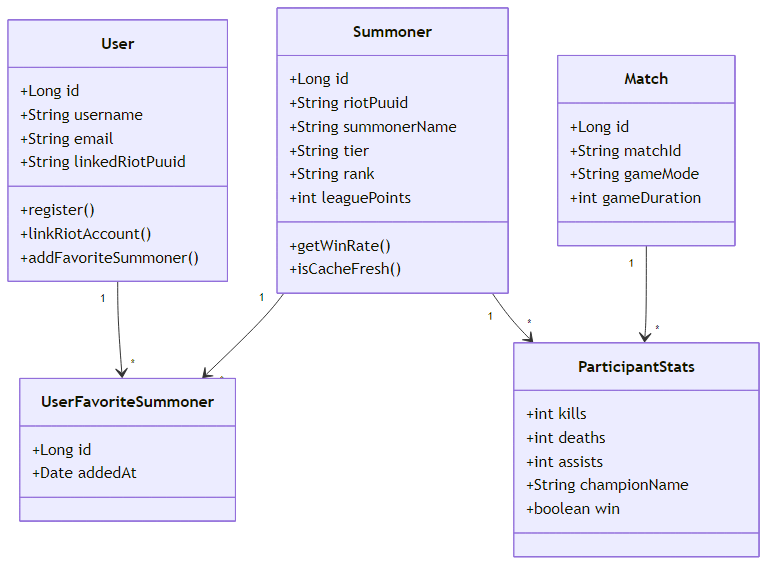 User
+Long id
+String username
+String email
+String linkedRiotPuuid
+register()
+linkRiotAccount()
+addFavoriteSummoner()
Summoner
+Long id
+String riotPuuid
+String summonerName
+String tier
+String rank
+int leaguePoints
+getWinRate()
+isCacheFresh()
Match
+Long id
+String matchId
+String gameMode
+int gameDuration
1
*
1
*
1
*
1
*
UserFavoriteSummoner
+Long id
+Date addedAt
ParticipantStats
+int kills
+int deaths
+int assists
+String championName
+boolean win